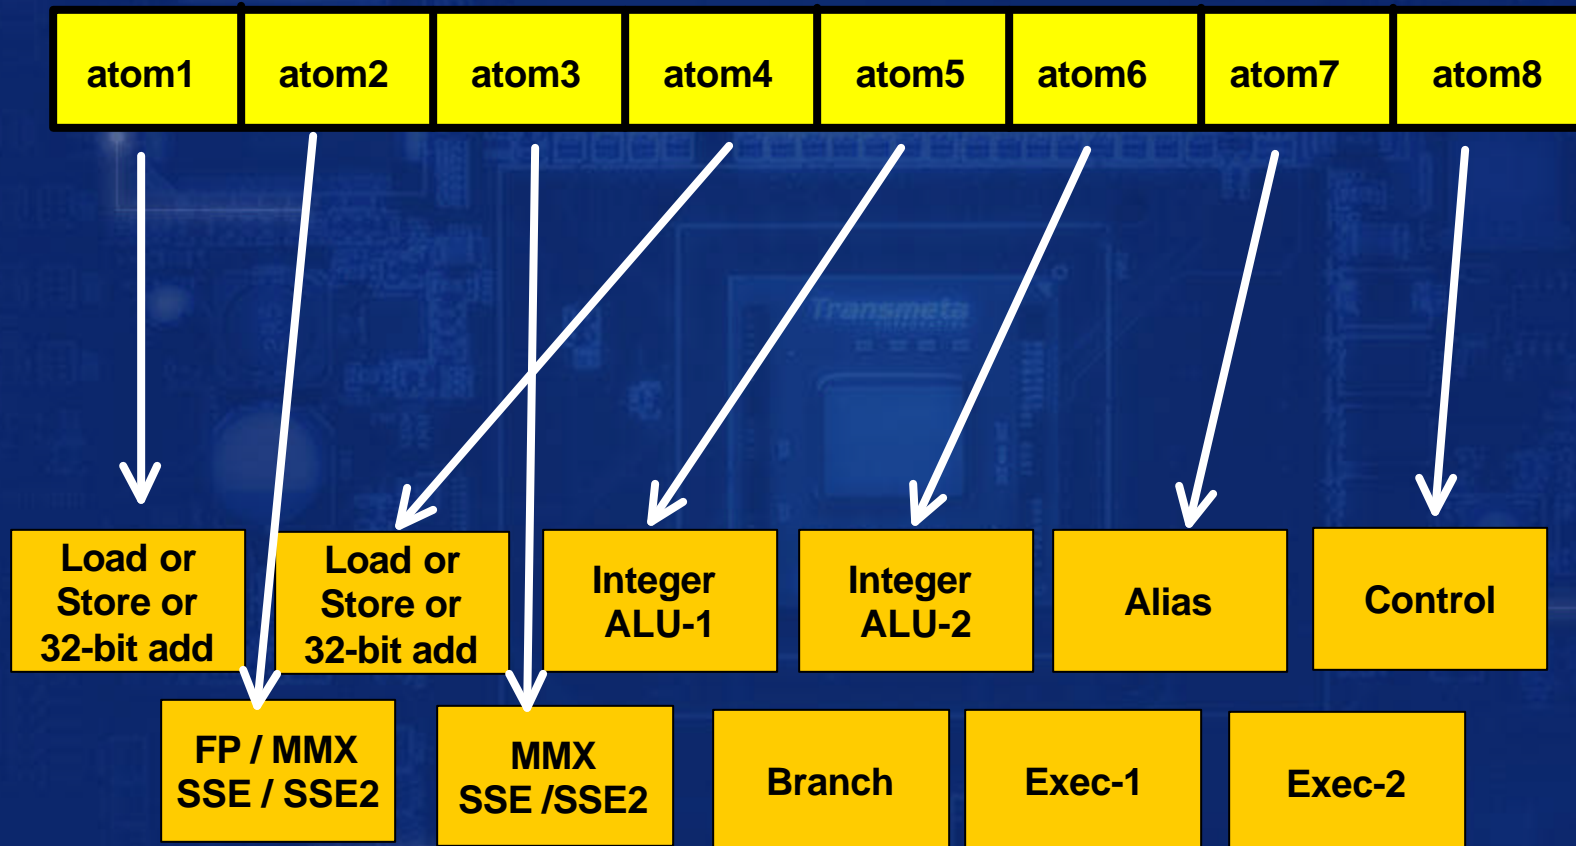 atom1 atom2 atom3 atom4 atom5 atom6 atom7 atom8
Transmeta
Load or
Store or
32-bit add
Load or
Store or
32-bit add
Integer
ALU-1
Integer
ALU-2
Alias
Control
FP / MMX
SSE / SSE2
MMX
SSE /SSE2
Branch
Exec-1
Exec-2